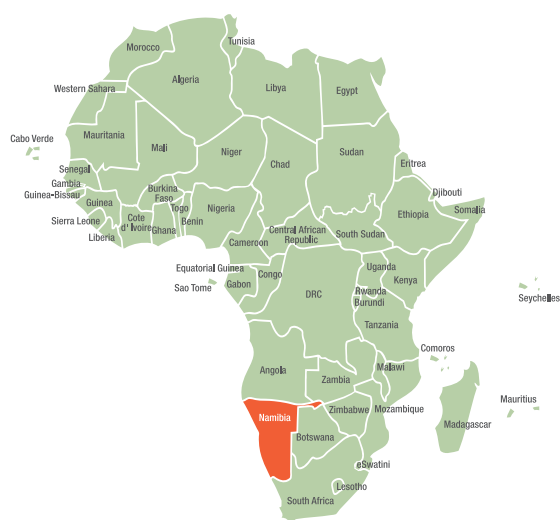 Tunisia
Morocco
Algeria
Libya
Egypt
Western Sahara
Mauritania
Mali
Niger
Chad
Sudan
Eritrea
Cabo Verde
Senegal
Gambia
Guinea-Bissau
Guinea
Sierra Leone
Liberia
Cote
d' Ivoire
Burkina
Faso
Ghana
Togo
Benin
Nigeria
Cameroon
Central African
Republic
South Sudan
Ethiopia
Djibouti
Somalia
Equatorial Guinea
Sao Tome
Gabon
Congo
DRC
Uganda
Kenya
Rwanda
Burundi
Tanzania
Seychelles
Comoros
Angola
Zambia
Malawi
Mozambique
Zimbabwe
Namibia
Botswana
Madagascar
Mauritius
eSwatini
Lesotho
South Africa